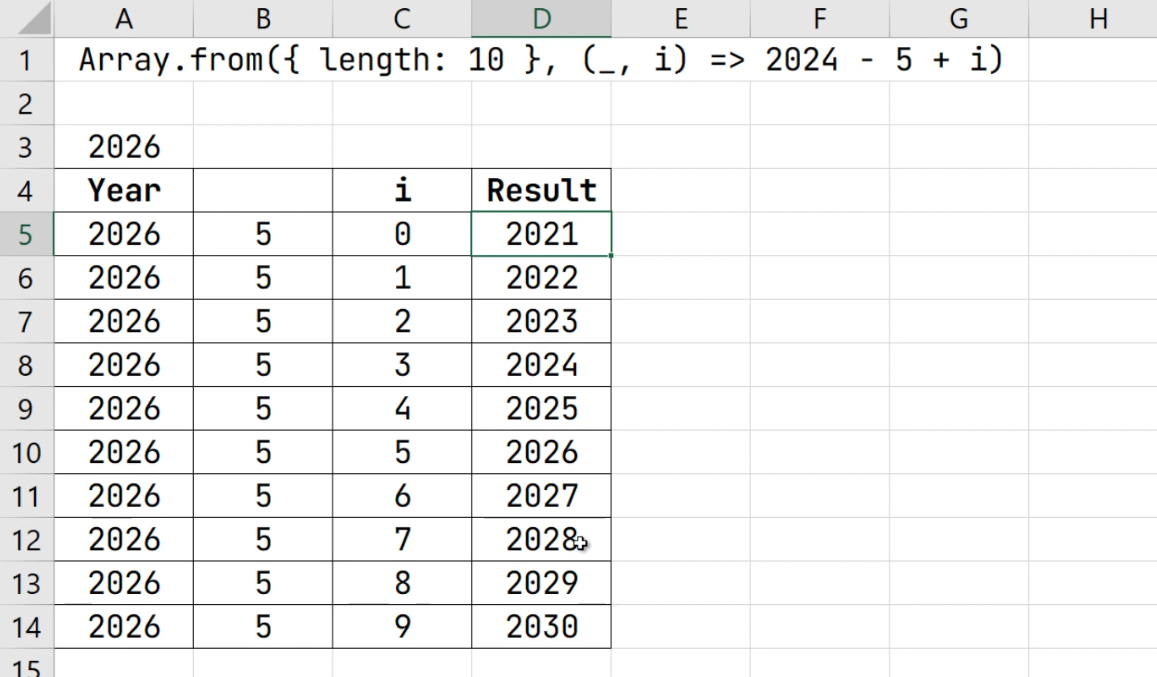 A B C D E F G H
1 Array.from({ length: 10 }, (_, i) => 2024 - 5 + i)
2
3 2026
4 Year i Result
5 2026 5 0 2021
6 2026 5 1 2022
7 2026 5 2 2023
8 2026 5 3 2024
9 2026 5 4 2025
10 2026 5 5 2026
11 2026 5 6 2027
12 2026 5 7 2028
13 2026 5 8 2029
14 2026 5 9 2030
15